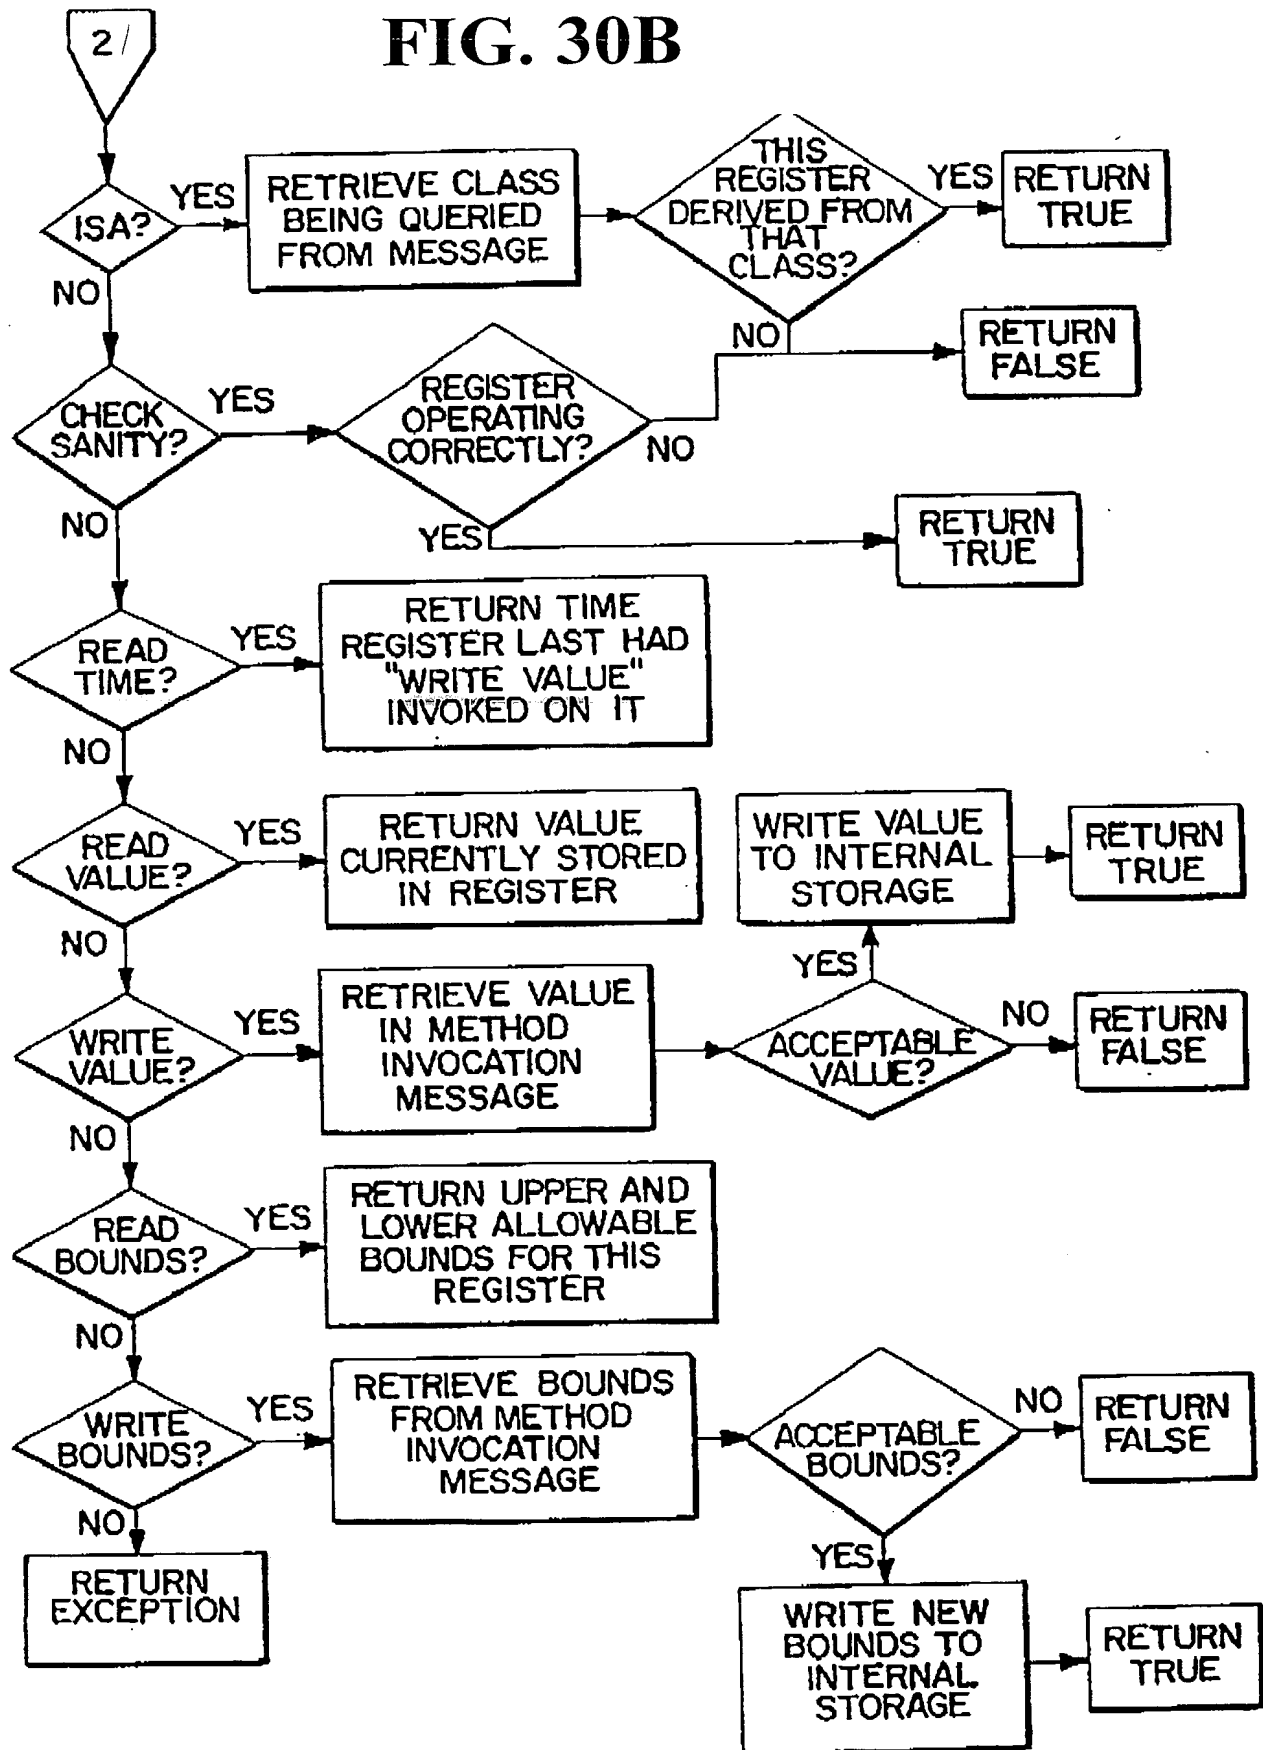 2/
FIG. 30B
ISA?
YES
RETRIEVE CLASS
BEING QUERIED
FROM MESSAGE
THIS
REGISTER
DERIVED FROM
THAT
CLASS?
YES
RETURN
TRUE
NO
NO
RETURN
FALSE
CHECK
SANITY?
YES
REGISTER
OPERATING
CORRECTLY?
NO
NO
YES
RETURN
TRUE
READ
TIME?
YES
RETURN TIME
REGISTER LAST HAD
"WRITE VALUE"
INVOKED ON IT
NO
READ
VALUE?
YES
RETURN VALUE
CURRENTLY STORED
IN REGISTER
WRITE VALUE
TO INTERNAL
STORAGE
RETURN
TRUE
NO
YES
WRITE
VALUE?
YES
RETRIEVE VALUE
IN METHOD
INVOCATION
MESSAGE
ACCEPTABLE
VALUE?
NO
RETURN
FALSE
NO
READ
BOUNDS?
YES
RETURN UPPER AND
LOWER ALLOWABLE
BOUNDS FOR THIS
REGISTER
NO
WRITE
BOUNDS?
YES
RETRIEVE BOUNDS
FROM METHOD
INVOCATION
MESSAGE
ACCEPTABLE
BOUNDS?
NO
RETURN
FALSE
NO
YES
RETURN
EXCEPTION
WRITE NEW
BOUNDS TO
INTERNAL
STORAGE
RETURN
TRUE